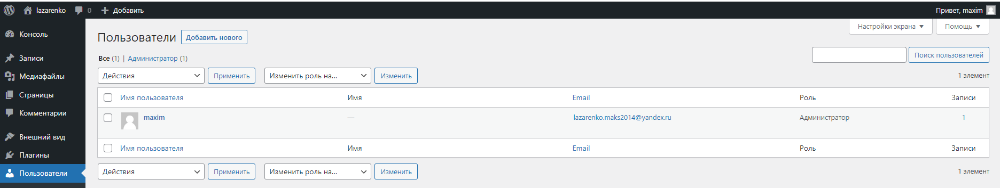 lazarenko 0 Добавить Привет, maxim
Настройки экрана Помощь
Консоль
Записи
Медиафайлы
Страницы
Комментарии
Внешний вид
Плагины
Пользователи
Пользователи Добавить нового
Все (1) | Администратор (1)
Поиск пользователей
Действия Применить Изменить роль на... Изменить 1 элемент
Имя пользователя Имя Email Роль Записи
maxim — lazarenko.maks2014@yandex.ru Администратор 1
Имя пользователя Имя Email Роль Записи
Действия Применить Изменить роль на... Изменить 1 элемент